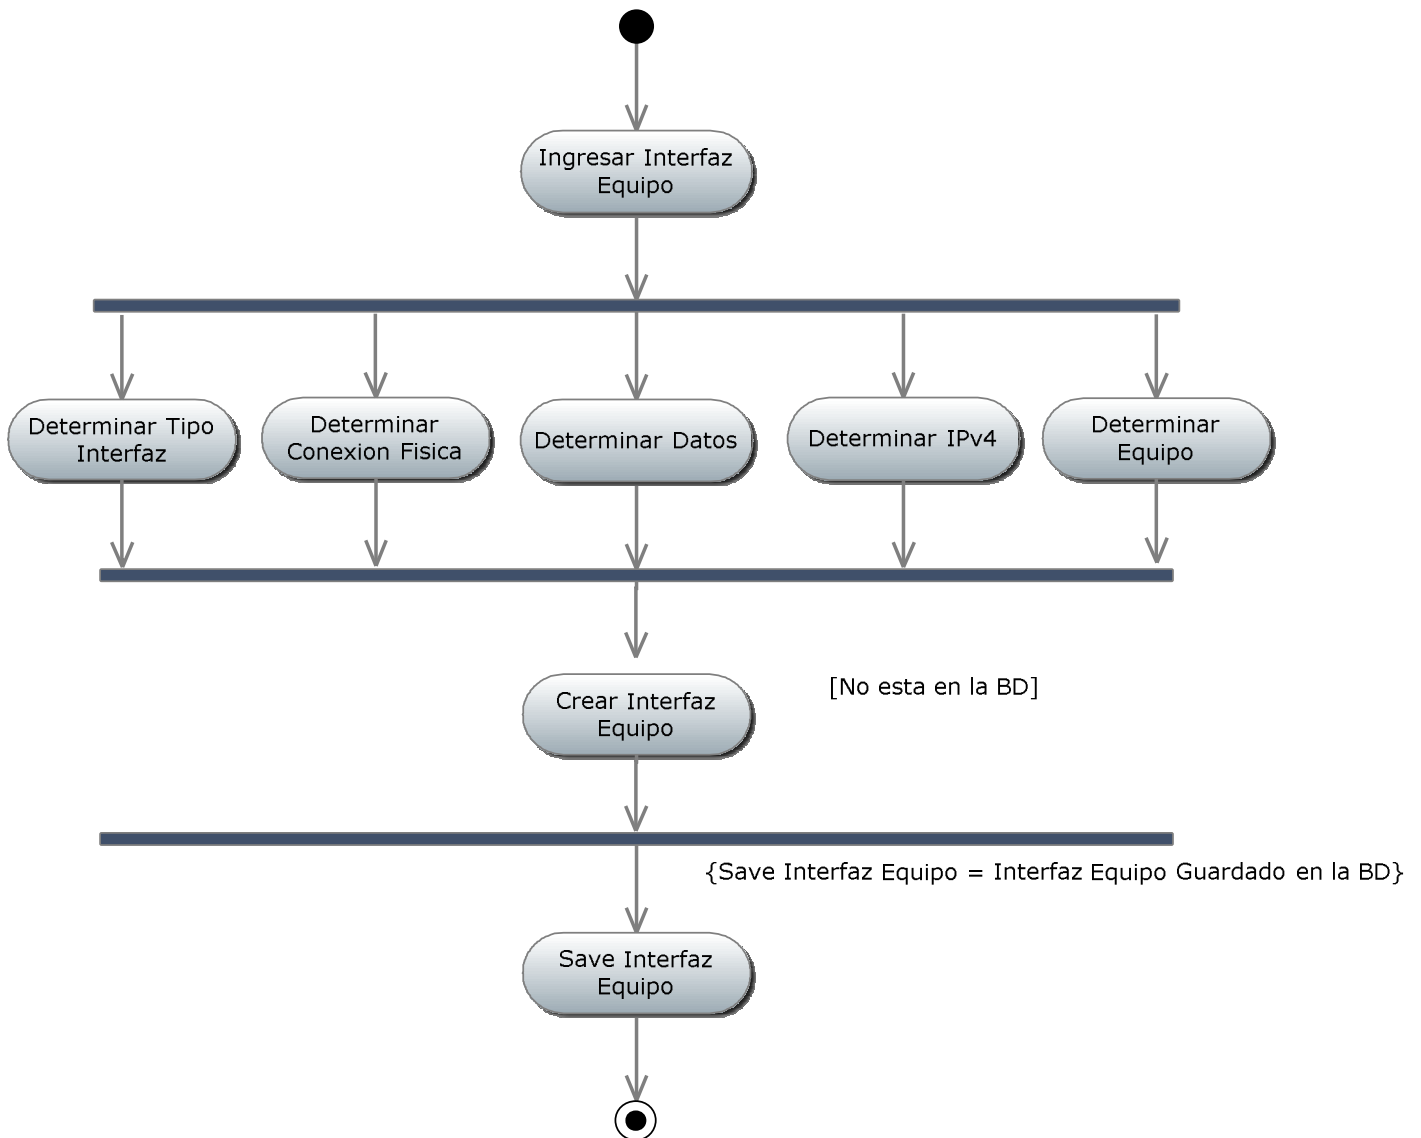 Ingresar Interfaz
Equipo
Determinar Tipo
Interfaz
Determinar
Conexion Fisica
Determinar Datos
Determinar IPv4
Determinar
Equipo
Crear Interfaz
Equipo
[No esta en la BD]
{Save Interfaz Equipo = Interfaz Equipo Guardado en la BD}
Save Interfaz
Equipo